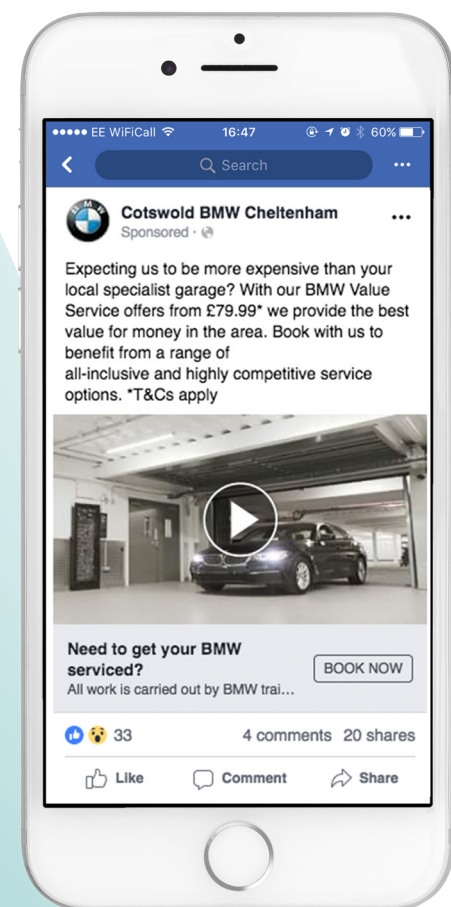 ●●●●● EE WiFiCall 16:47 60%
Search
BMW
Cotswold BMW Cheltenham
Sponsored ·
Expecting us to be more expensive than your
local specialist garage? With our BMW Value
Service offers from £79.99* we provide the best
value for money in the area. Book with us to
benefit from a range of
all-inclusive and highly competitive service
options. *T&Cs apply
Need to get your BMW
serviced?
BOOK NOW
All work is carried out by BMW trai...
33 4 comments 20 shares
Like Comment Share